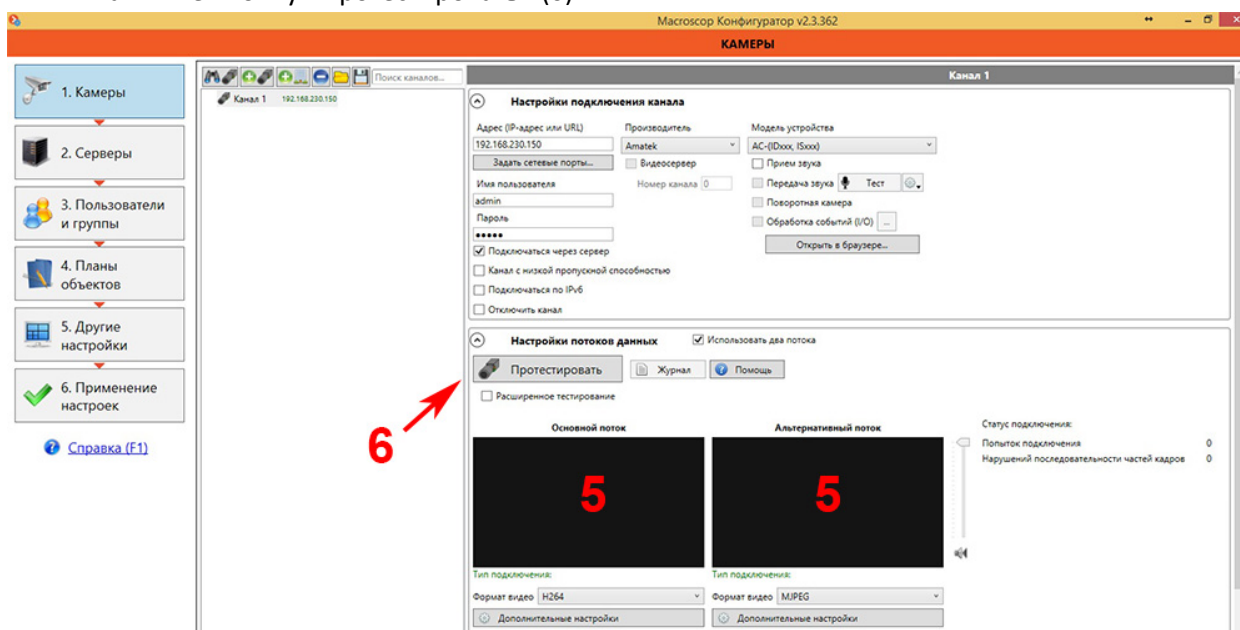 Macroscop Конфигуратор v2.3.362
КАМЕРЫ
1. Камеры
2. Серверы
3. Пользователи
и группы
4. Планы
объектов
5. Другие
настройки
6. Применение
настроек
Справка (F1)
Поиск каналов...
Канал 1 192.168.230.150
Канал 1
Настройки подключения канала
Адрес (IP-адрес или URL) Производитель Модель устройства
192.168.230.150 Amatek AC-(IDxxx, ISxxx)
Задать сетевые порты... Видеосервер Прием звука
Имя пользователя Номер канала 0 Передача звука Тест
admin Поворотная камера
Пароль Обработка событий (I/O) ...
••••• Открыть в браузере...
Подключаться через сервер
Канал с низкой пропускной способностью
Подключаться по IPv6
Отключить канал
Настройки потоков данных Использовать два потока
Протестировать Журнал Помощь
Расширенное тестирование
6
Основной поток Альтернативный поток Статус подключения:
Попыток подключения 0
Нарушений последовательности частей кадров 0
5 5
Тип подключения: Тип подключения:
Формат видео H264 Формат видео MJPEG
Дополнительные настройки Дополнительные настройки